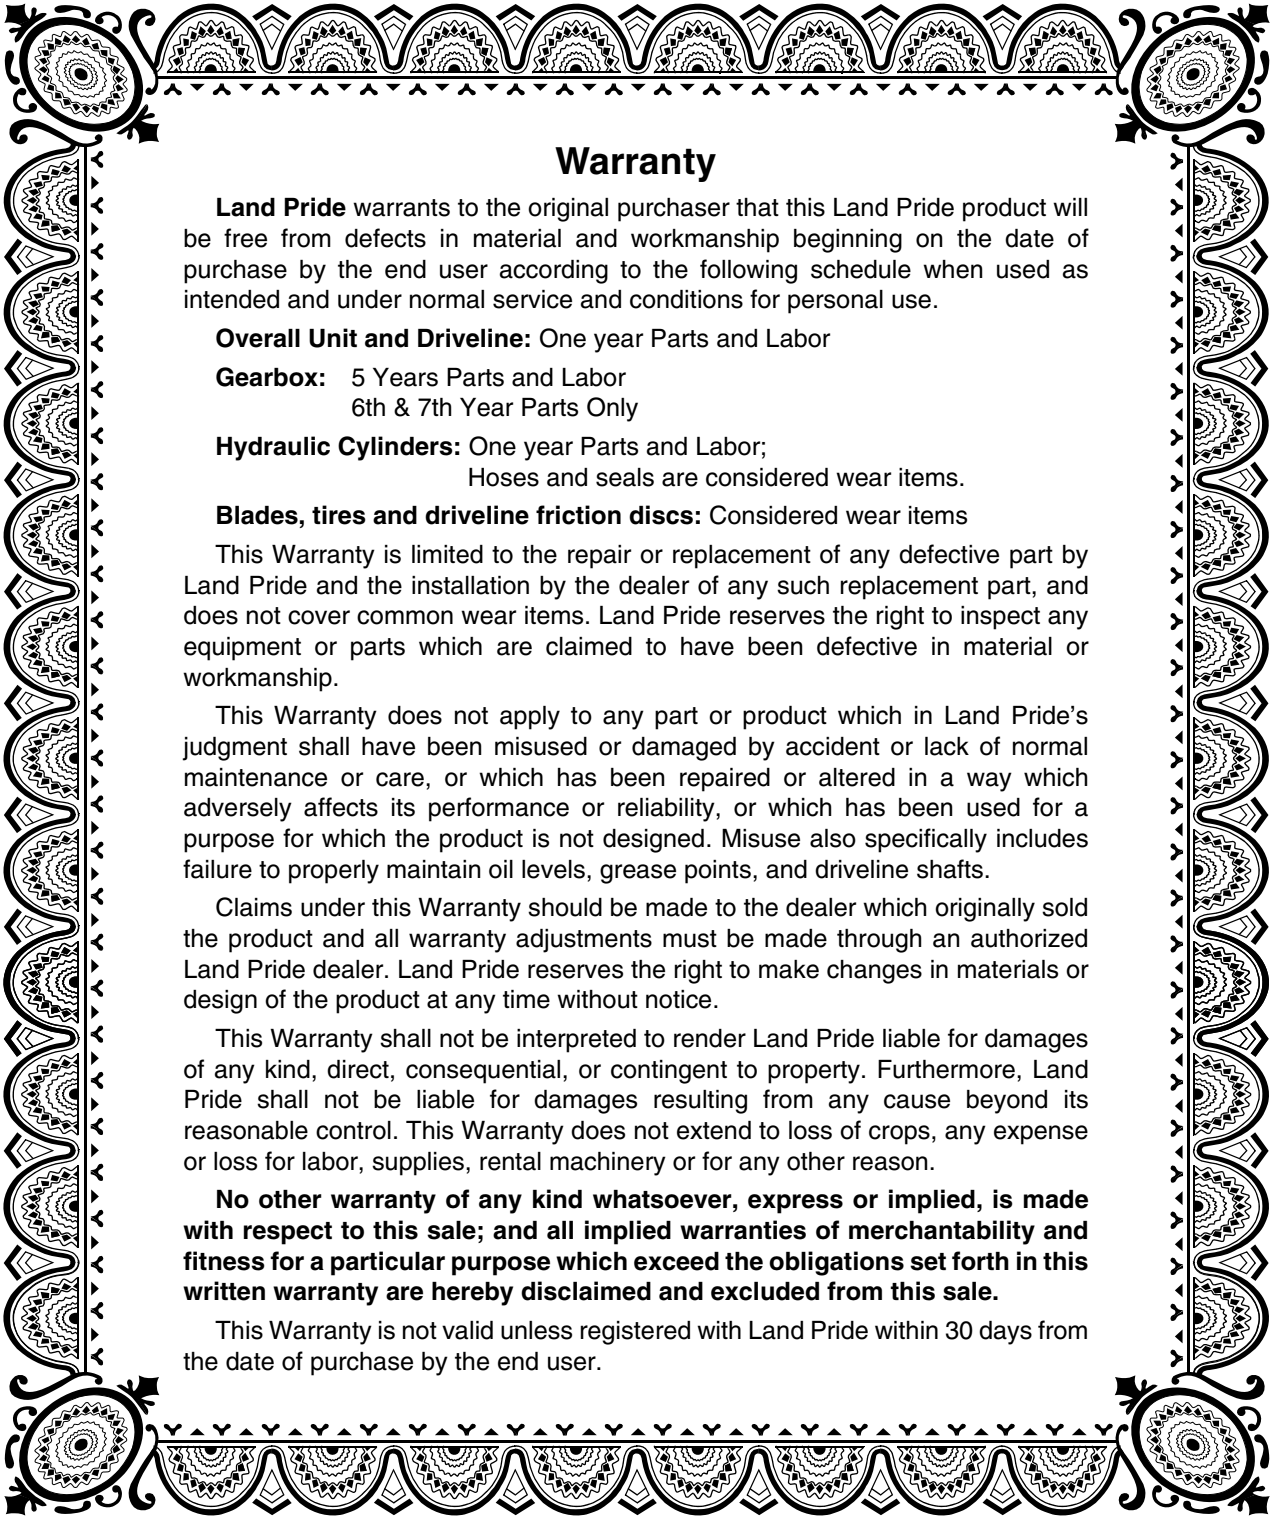 Warranty
Land Pride warrants to the original purchaser that this Land Pride product will
be free from defects in material and workmanship beginning on the date of
purchase by the end user according to the following schedule when used as
intended and under normal service and conditions for personal use.
Overall Unit and Driveline: One year Parts and Labor
Gearbox: 5 Years Parts and Labor
6th & 7th Year Parts Only
Hydraulic Cylinders: One year Parts and Labor;
Hoses and seals are considered wear items.
Blades, tires and driveline friction discs: Considered wear items
This Warranty is limited to the repair or replacement of any defective part by
Land Pride and the installation by the dealer of any such replacement part, and
does not cover common wear items. Land Pride reserves the right to inspect any
equipment or parts which are claimed to have been defective in material or
workmanship.
This Warranty does not apply to any part or product which in Land Pride’s
judgment shall have been misused or damaged by accident or lack of normal
maintenance or care, or which has been repaired or altered in a way which
adversely affects its performance or reliability, or which has been used for a
purpose for which the product is not designed. Misuse also specifically includes
failure to properly maintain oil levels, grease points, and driveline shafts.
Claims under this Warranty should be made to the dealer which originally sold
the product and all warranty adjustments must be made through an authorized
Land Pride dealer. Land Pride reserves the right to make changes in materials or
design of the product at any time without notice.
This Warranty shall not be interpreted to render Land Pride liable for damages
of any kind, direct, consequential, or contingent to property. Furthermore, Land
Pride shall not be liable for damages resulting from any cause beyond its
reasonable control. This Warranty does not extend to loss of crops, any expense
or loss for labor, supplies, rental machinery or for any other reason.
No other warranty of any kind whatsoever, express or implied, is made
with respect to this sale; and all implied warranties of merchantability and
fitness for a particular purpose which exceed the obligations set forth in this
written warranty are hereby disclaimed and excluded from this sale.
This Warranty is not valid unless registered with Land Pride within 30 days from
the date of purchase by the end user.